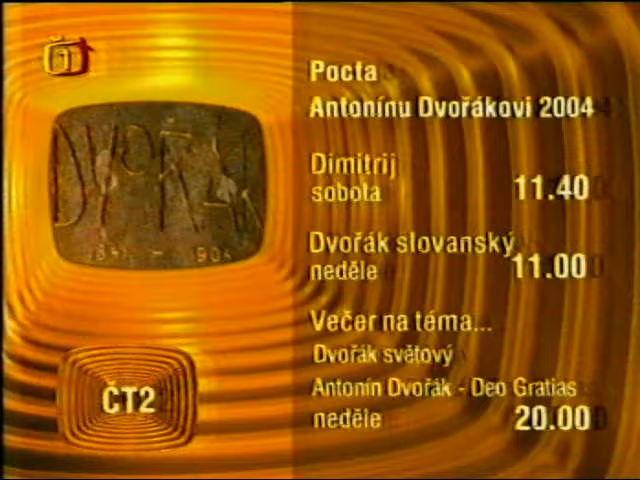 Č1
DVOŘÁK
1841 - 1904
ČT2
Pocta
Antonínu Dvořákovi 2004
Dimitrij
sobota 11.40
Dvořák slovanský
neděle 11.00
Večer na téma...
Dvořák světový
Antonín Dvořák - Deo Gratias
neděle 20.00